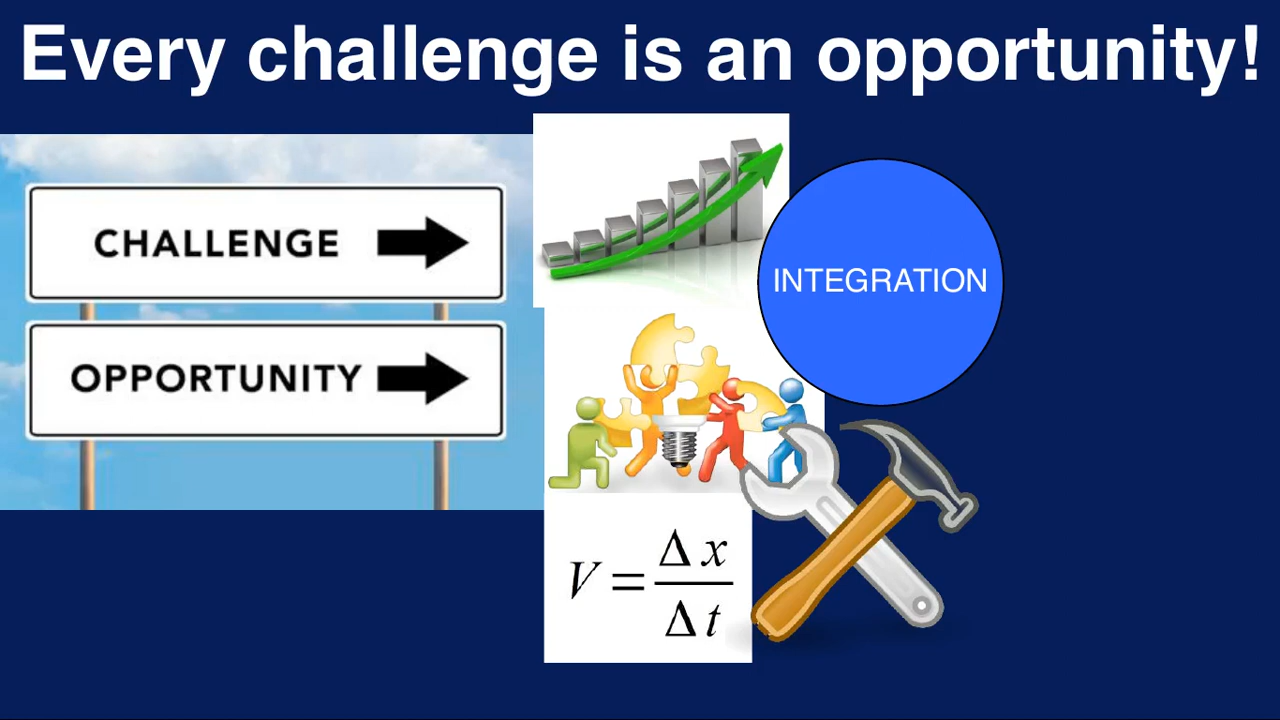 Every challenge is an opportunity!
CHALLENGE
OPPORTUNITY
INTEGRATION
V = Δx/Δt